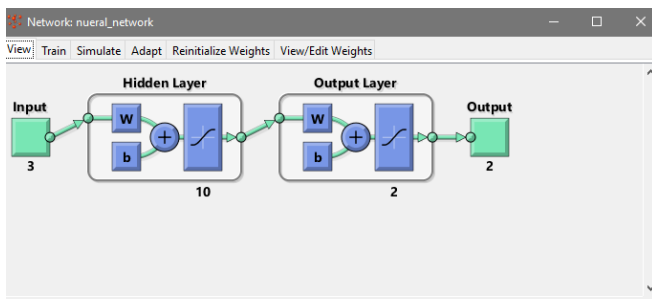 Network: nueral_network
View Train Simulate Adapt Reinitialize Weights View/Edit Weights
Hidden Layer Output Layer
Input Output
W W
b b
3 2
10 2